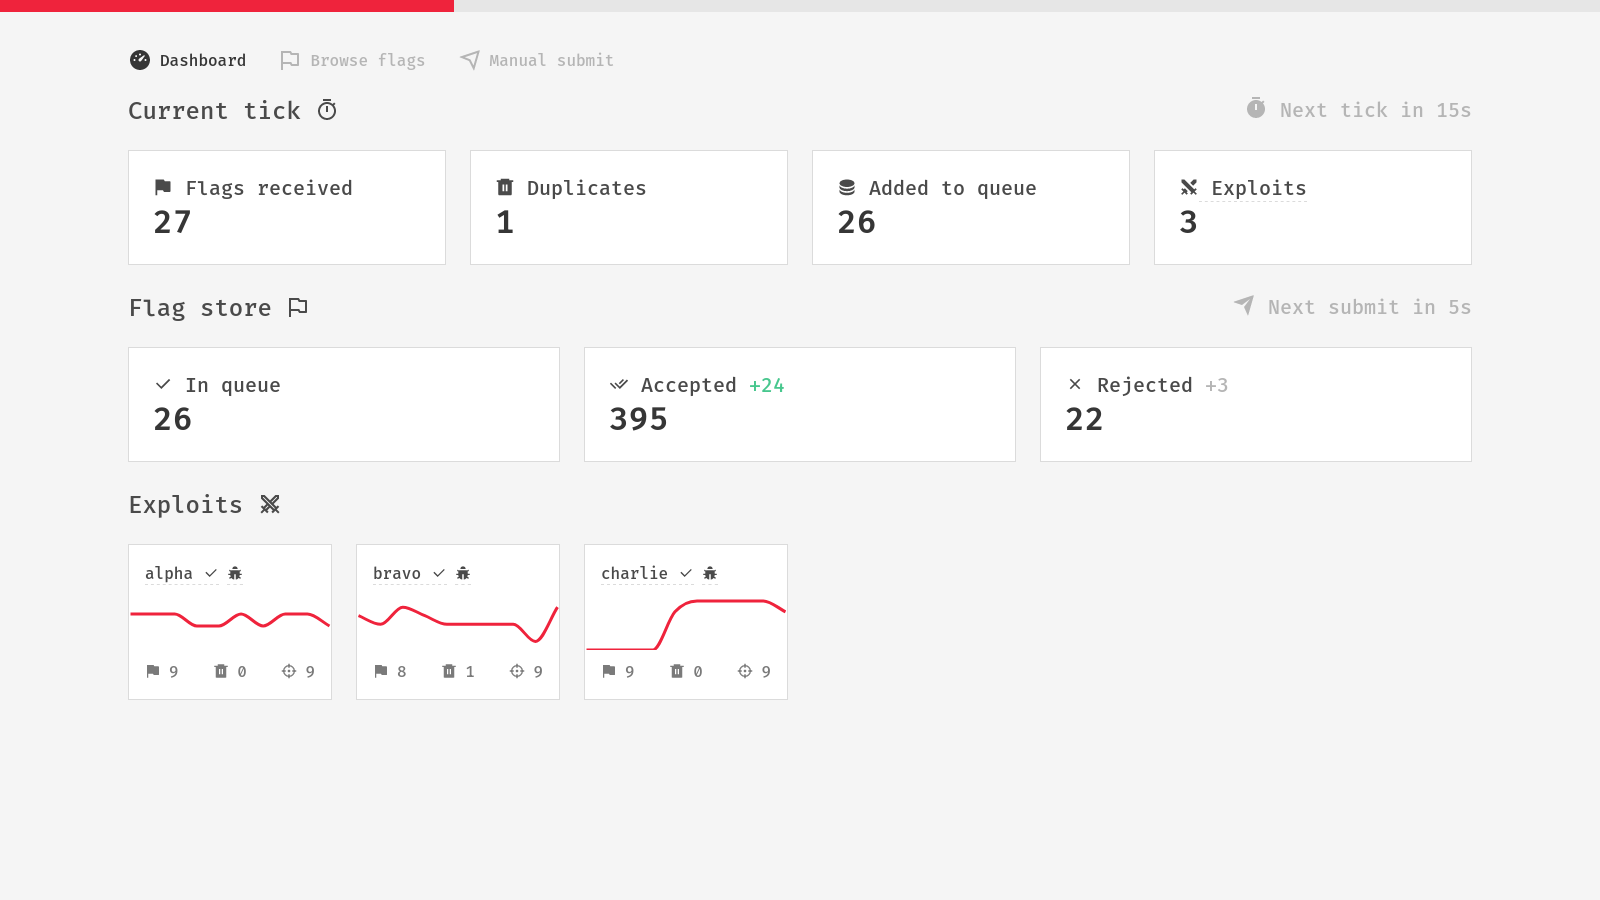 Dashboard Browse flags Manual submit
Current tick Next tick in 15s
Flags received Duplicates Added to queue Exploits
27 1 26 3
Flag store Next submit in 5s
In queue Accepted +24 Rejected +3
26 395 22
Exploits
alpha bravo charlie
9 0 9 8 1 9 9 0 9